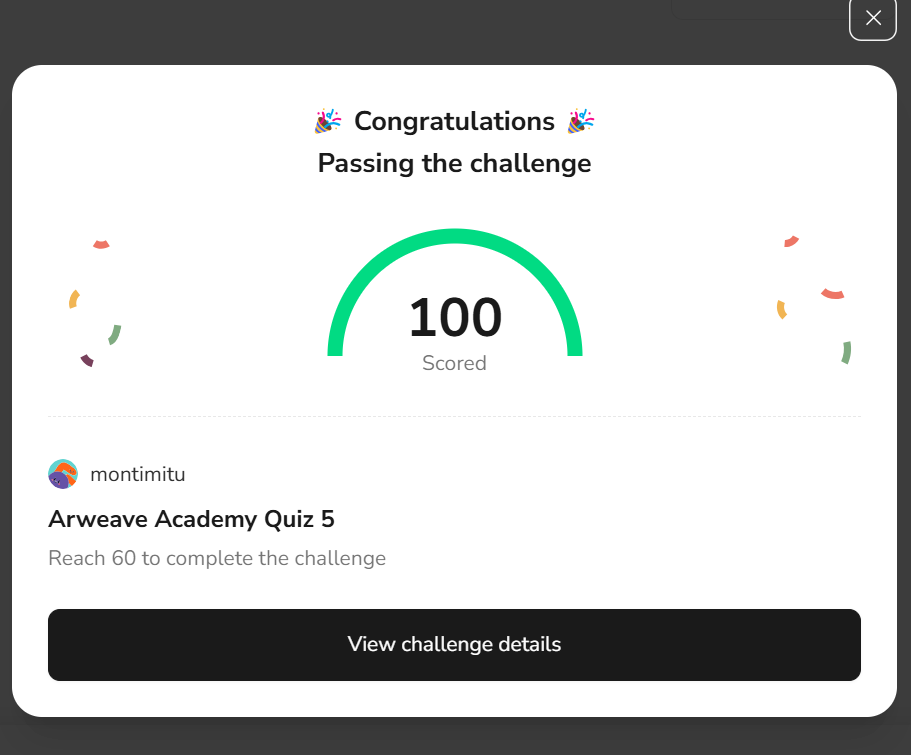 🎉 Congratulations 🎉
Passing the challenge
100
Scored
montimitu
Arweave Academy Quiz 5
Reach 60 to complete the challenge
View challenge details